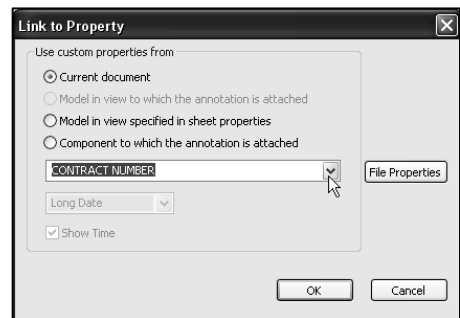 Link to Property
Use custom properties from
Current document
Model in view to which the annotation is attached
Model in view specified in sheet properties
Component to which the annotation is attached
CONTRACT NUMBER
File Properties
Long Date
Show Time
OK
Cancel